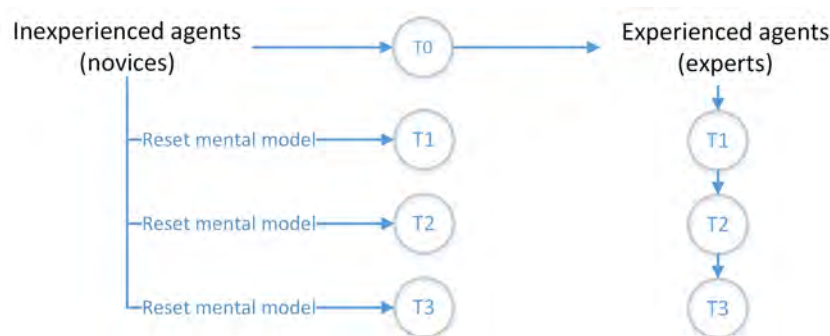 Inexperienced agents
(novices)
T0
Experienced agents
(experts)
Reset mental model
T1
T1
Reset mental model
T2
T2
Reset mental model
T3
T3